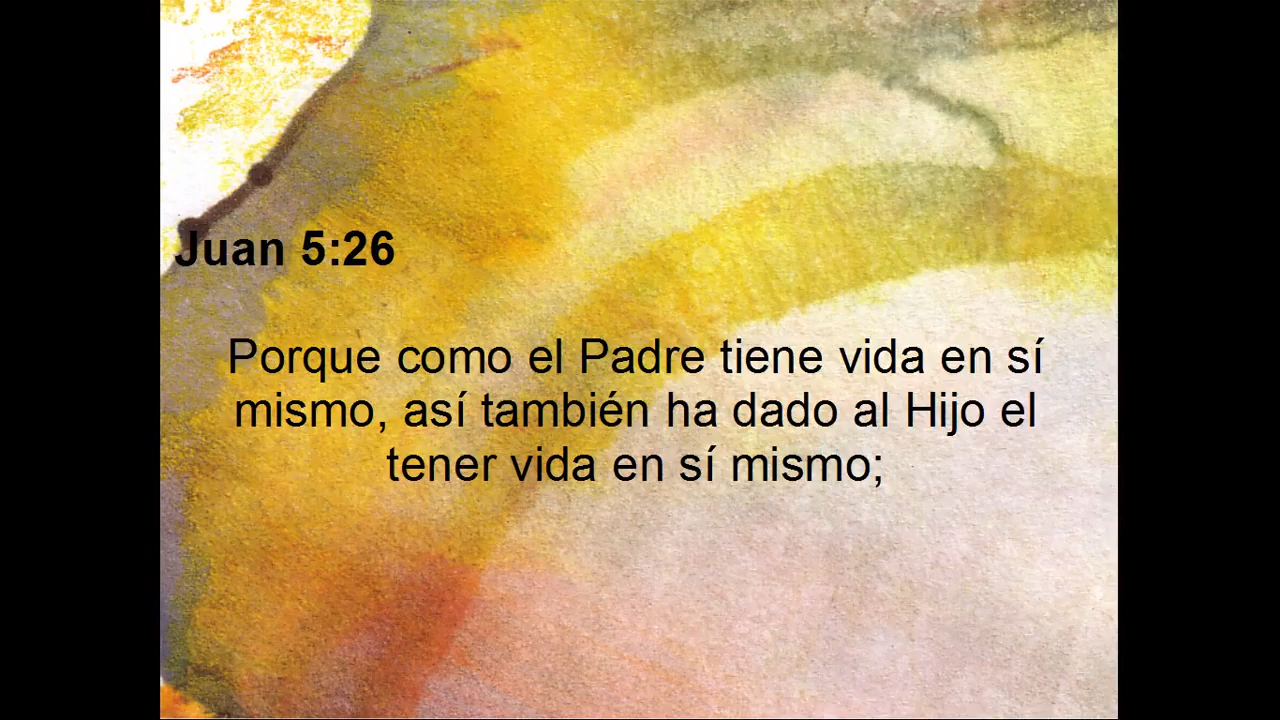 Juan 5:26
Porque como el Padre tiene vida en sí
mismo, así también ha dado al Hijo el
tener vida en sí mismo;